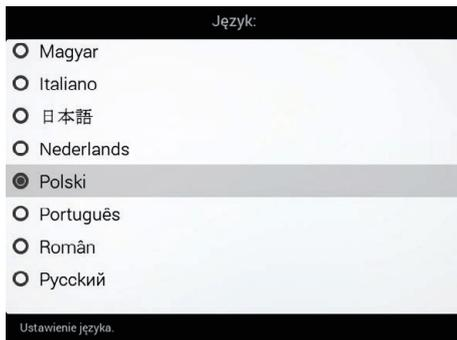 Język:
Magyar
Italiano
日本語
Nederlands
Polski
Português
Român
Русский
Ustawienie języka.